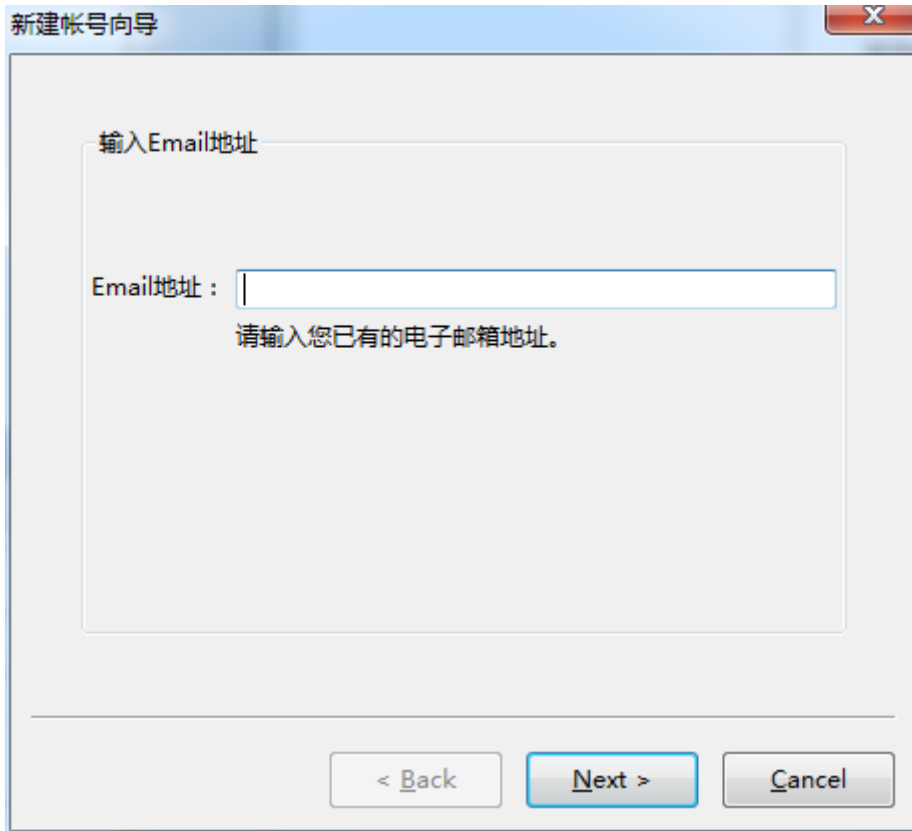 新建帐号向导
输入Email地址
Email地址：
请输入您已有的电子邮箱地址。
< Back
Next >
Cancel